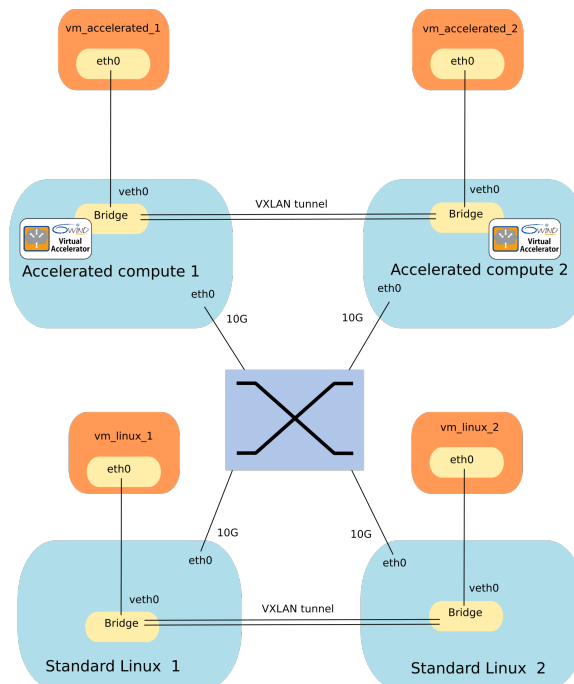 vm_accelerated_1
eth0
vm_accelerated_2
eth0
veth0
Bridge
6WIND
Virtual
Accelerator
Accelerated compute 1
eth0
VXLAN tunnel
veth0
Bridge
6WIND
Virtual
Accelerator
Accelerated compute 2
eth0
10G
10G
vm_linux_1
eth0
vm_linux_2
eth0
10G
10G
eth0
eth0
veth0
Bridge
Standard Linux 1
VXLAN tunnel
veth0
Bridge
Standard Linux 2